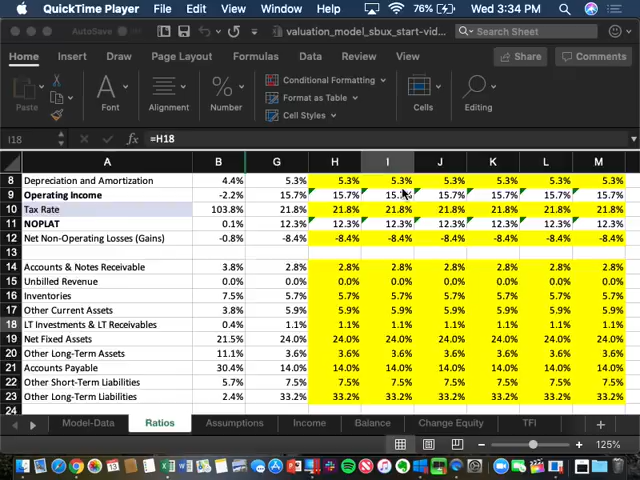 QuickTime Player File Edit View Window Help 76% Wed 3:34 PM
AutoSave valuation_model_sbux_start-vid... Search Sheet
Home Insert Draw Page Layout Formulas Data Review View Share Comments
Paste Font Alignment Number % Conditional Formatting Format as Table Cell Styles Cells Editing
I18 fx =H18
A B G H I J K L M
8 Depreciation and Amortization 4.4% 5.3% 5.3% 5.3% 5.3% 5.3% 5.3% 5.3%
9 Operating Income -2.2% 15.7% 15.7% 15.7% 15.7% 15.7% 15.7% 15.7%
10 Tax Rate 103.8% 21.8% 21.8% 21.8% 21.8% 21.8% 21.8% 21.8%
11 NOPLAT 0.1% 12.3% 12.3% 12.3% 12.3% 12.3% 12.3% 12.3%
12 Net Non-Operating Losses (Gains) -0.8% -8.4% -8.4% -8.4% -8.4% -8.4% -8.4% -8.4%
13
14 Accounts & Notes Receivable 3.8% 2.8% 2.8% 2.8% 2.8% 2.8% 2.8% 2.8%
15 Unbilled Revenue 0.0% 0.0% 0.0% 0.0% 0.0% 0.0% 0.0% 0.0%
16 Inventories 7.5% 5.7% 5.7% 5.7% 5.7% 5.7% 5.7% 5.7%
17 Other Current Assets 3.8% 5.9% 5.9% 5.9% 5.9% 5.9% 5.9% 5.9%
18 LT Investments & LT Receivables 0.4% 1.1% 1.1% 1.1% 1.1% 1.1% 1.1% 1.1%
19 Net Fixed Assets 21.5% 24.0% 24.0% 24.0% 24.0% 24.0% 24.0% 24.0%
20 Other Long-Term Assets 11.1% 3.6% 3.6% 3.6% 3.6% 3.6% 3.6% 3.6%
21 Accounts Payable 30.4% 14.0% 14.0% 14.0% 14.0% 14.0% 14.0% 14.0%
22 Other Short-Term Liabilities 5.7% 7.5% 7.5% 7.5% 7.5% 7.5% 7.5% 7.5%
23 Other Long-Term Liabilities 2.4% 33.2% 33.2% 33.2% 33.2% 33.2% 33.2% 33.2%
24
Model-Data Ratios Assumptions Income Balance Change Equity TFI
125%